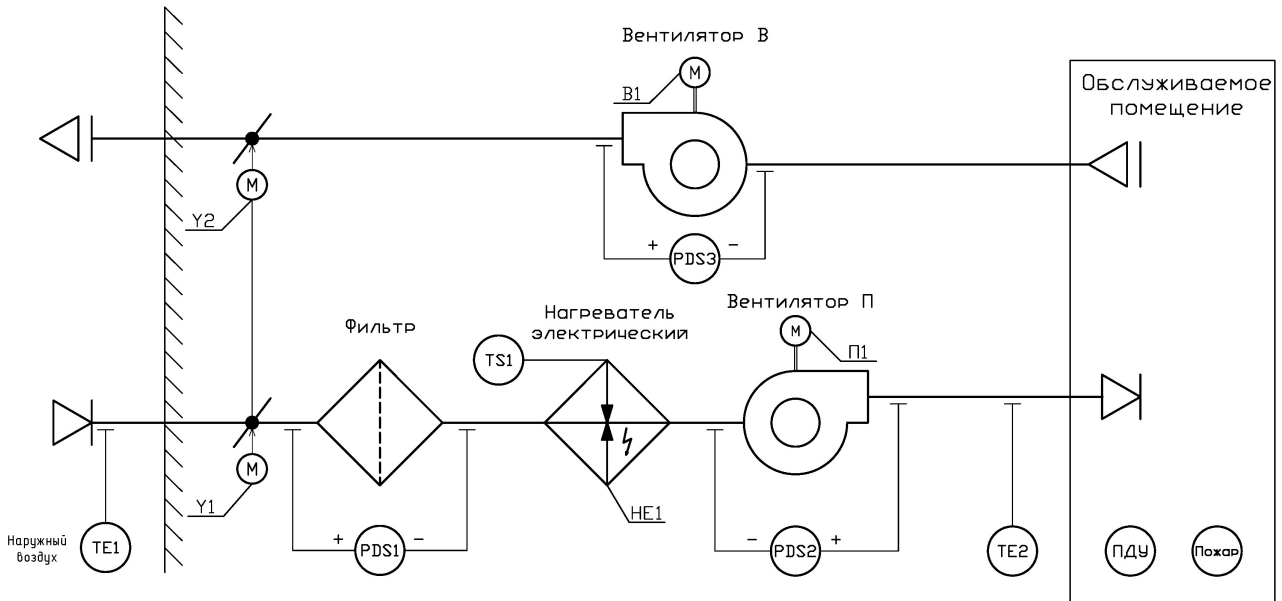 Вентилятор В
М
В1
Обслуживаемое
помещение
М
Y2
+ PDS3 -
Вентилятор П
Нагреватель
электрический
Фильтр
М
П1
TS1
М
Y1
HE1
Наружный
воздух
TE1
+ PDS1 -
- PDS2 +
TE2
ПДУ
Пожар